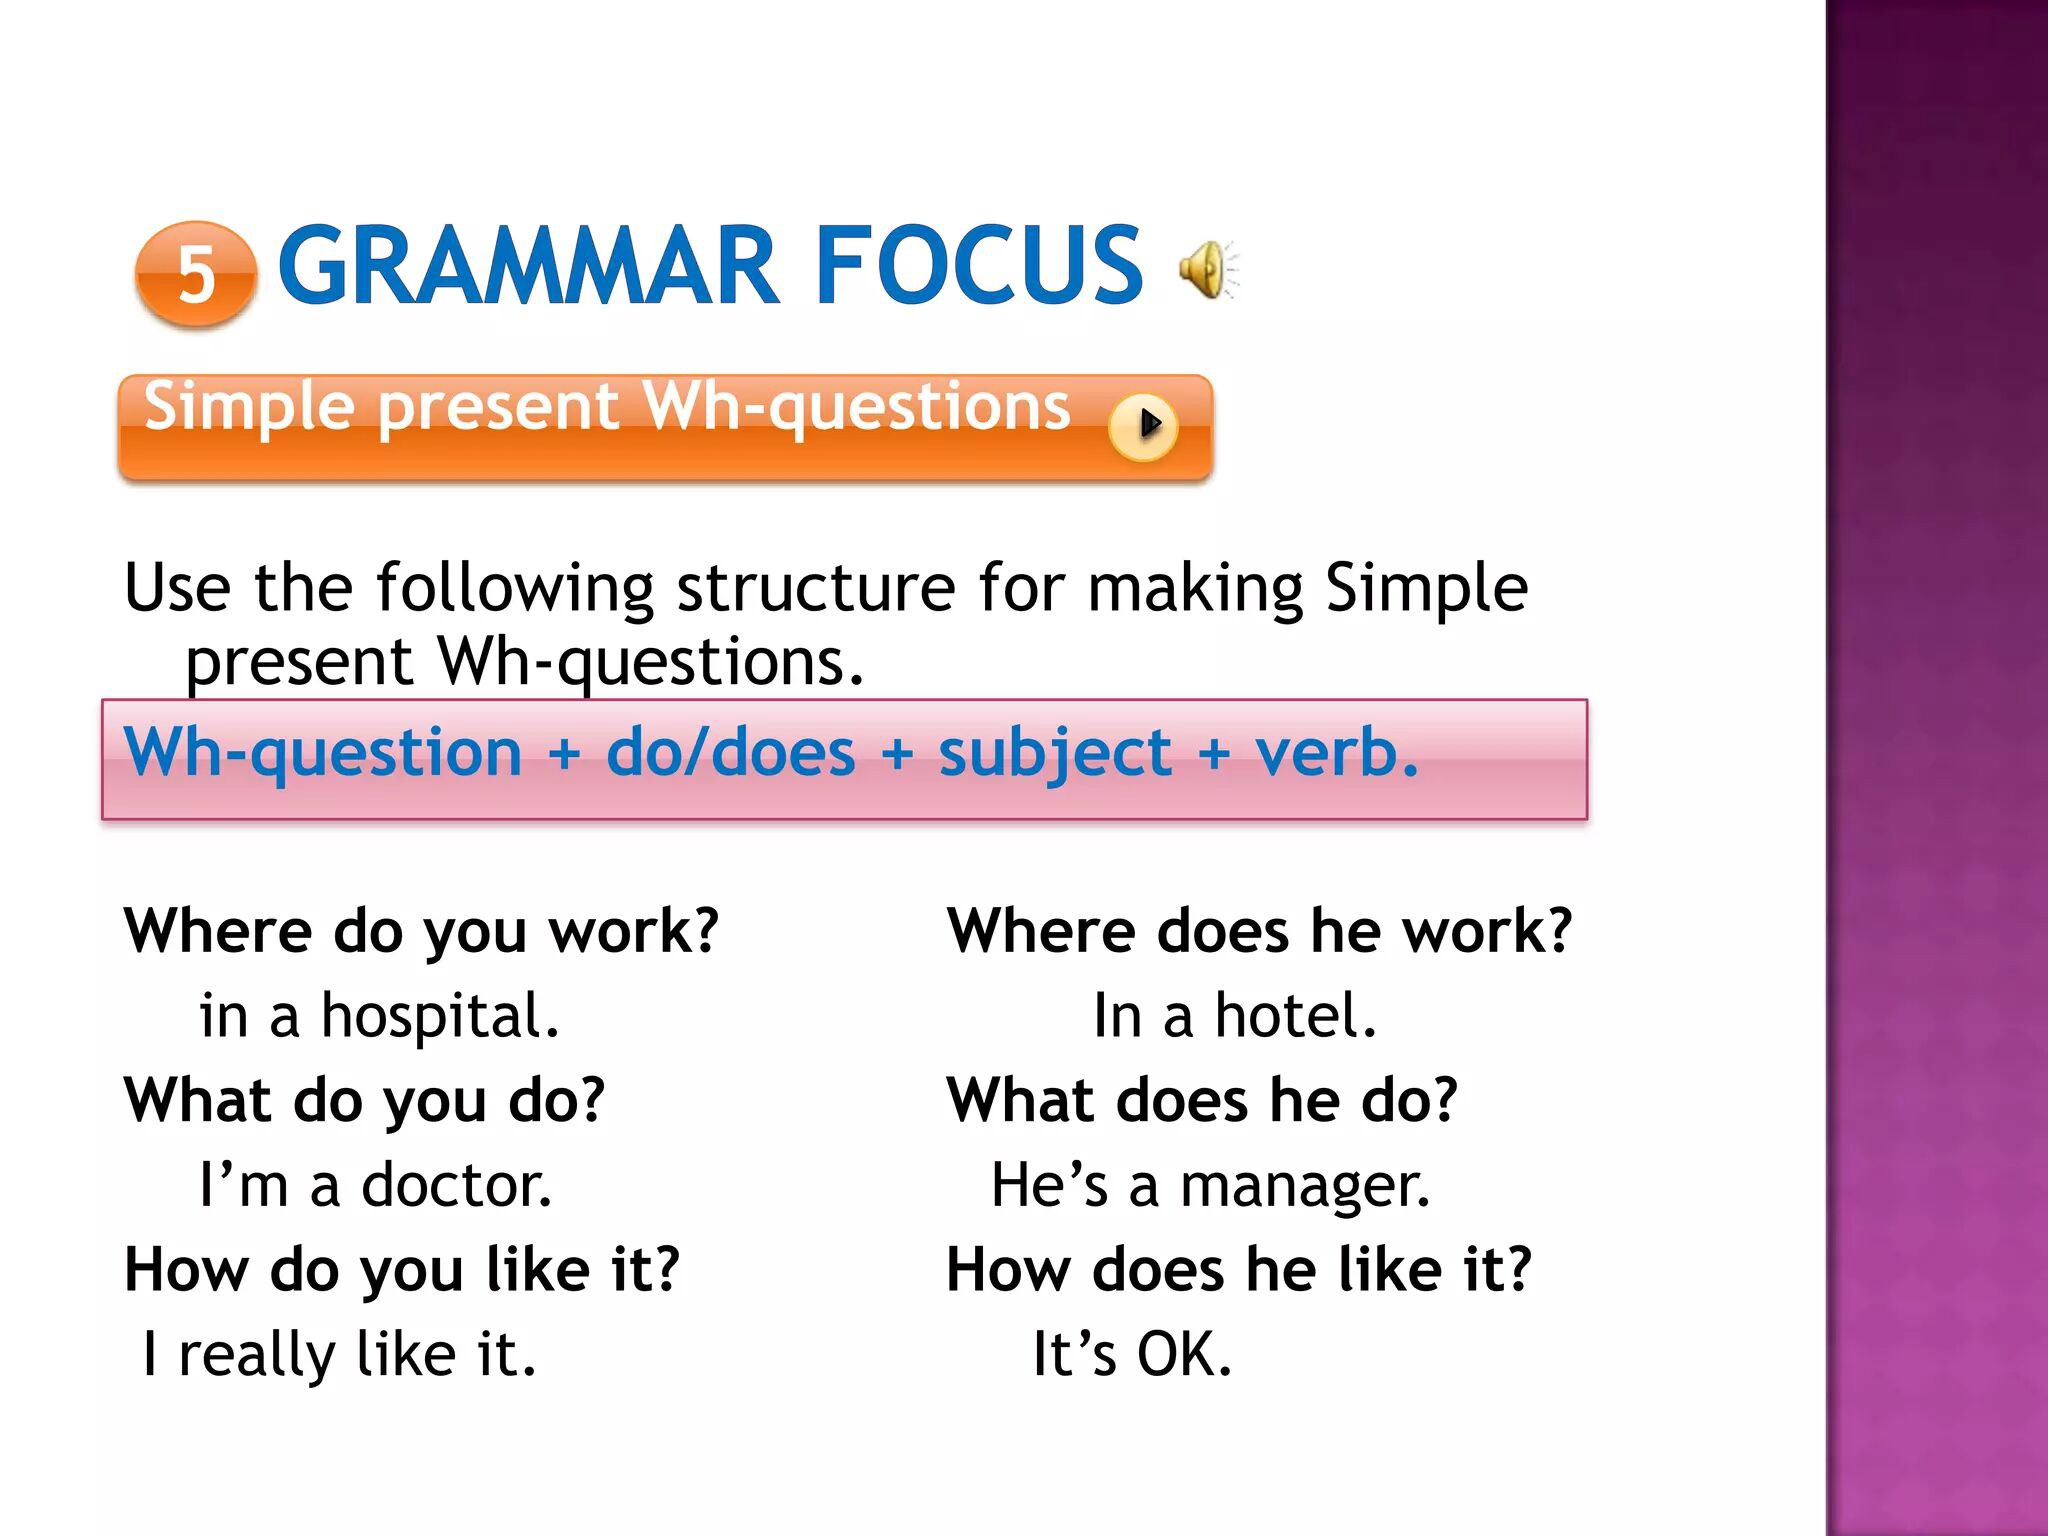 5 GRAMMAR FOCUS
Simple present Wh-questions
Use the following structure for making Simple
present Wh-questions.
Wh-question + do/does + subject + verb.
Where do you work? Where does he work?
in a hospital. In a hotel.
What do you do? What does he do?
I’m a doctor. He’s a manager.
How do you like it? How does he like it?
I really like it. It’s OK.